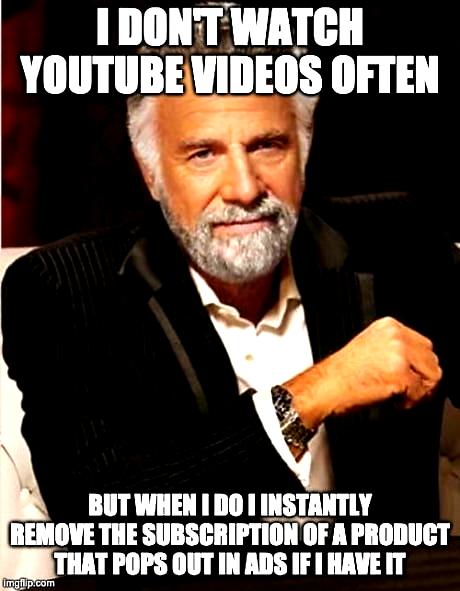 I DON'T WATCH
YOUTUBE VIDEOS OFTEN
BUT WHEN I DO I INSTANTLY
REMOVE THE SUBSCRIPTION OF A PRODUCT
THAT POPS OUT IN ADS IF I HAVE IT
imgflip.com